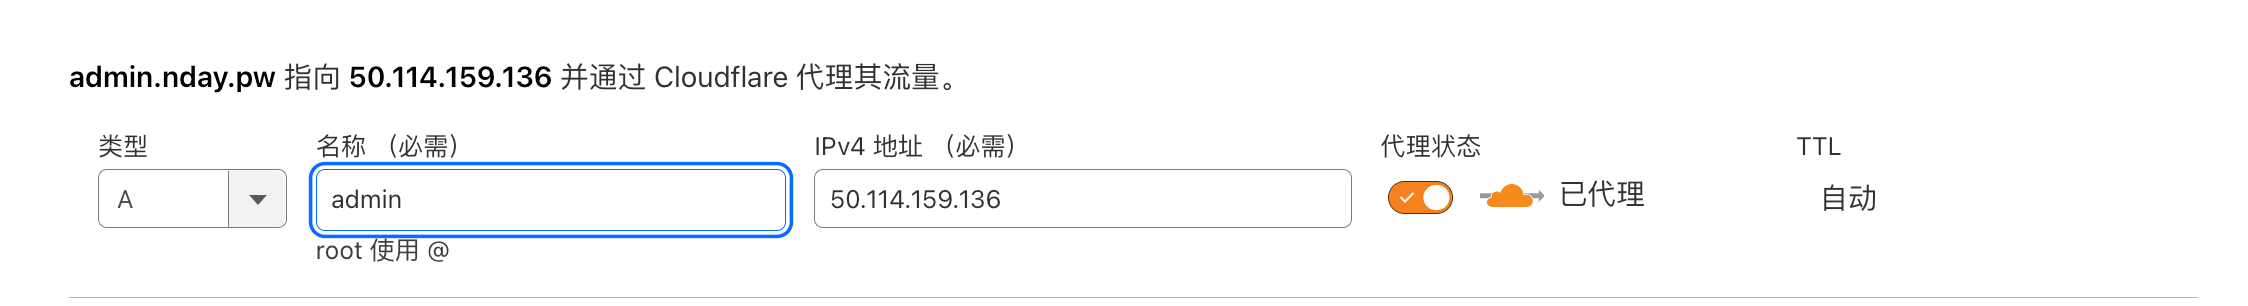 admin.nday.pw 指向 50.114.159.136 并通过 Cloudflare 代理其流量。
类型 名称 （必需） IPv4 地址 （必需） 代理状态 TTL
A admin 50.114.159.136 已代理 自动
root 使用 @